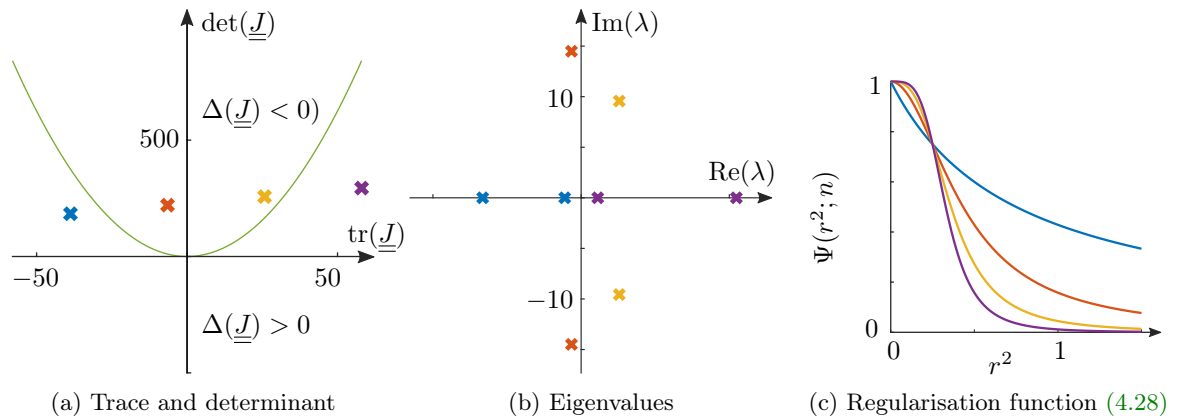 det(J)
Δ(J) < 0)
500
tr(J)
−50
50
Δ(J) > 0
(a) Trace and determinant
Im(λ)
10
Re(λ)
−10
(b) Eigenvalues
1
Ψ(r²; n)
0
0
1
r²
(c) Regularisation function (4.28)